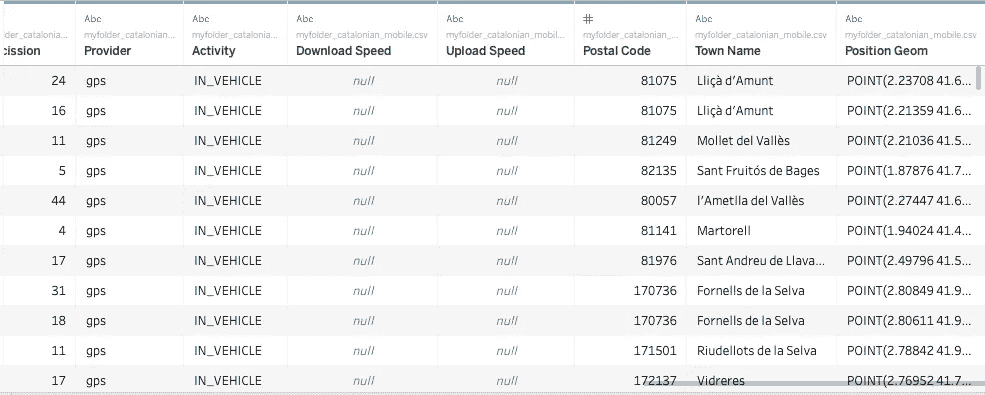 Abc Abc Abc # Abc Abc
older_catalonia... myfolder_catalonian... myfolder_catalonia... myfolder_catalonian_mobile.csv myfolder_catalonian_mobil... myfolder_catalonian_... myfolder_catalonian_mobile.csv myfolder_catalonian_mobile.csv
cission Provider Activity Download Speed Upload Speed Postal Code Town Name Position Geom
24 gps IN_VEHICLE null null 81075 Lliçà d'Amunt POINT(2.23708 41.6...
16 gps IN_VEHICLE null null 81075 Lliçà d'Amunt POINT(2.21359 41.6...
11 gps IN_VEHICLE null null 81249 Mollet del Vallès POINT(2.21036 41.5...
5 gps IN_VEHICLE null null 82135 Sant Fruitós de Bages POINT(1.87876 41.7...
44 gps IN_VEHICLE null null 80057 l'Ametlla del Vallès POINT(2.27447 41.6...
4 gps IN_VEHICLE null null 81141 Martorell POINT(1.94024 41.4...
17 gps IN_VEHICLE null null 81976 Sant Andreu de Llava... POINT(2.49796 41.5...
31 gps IN_VEHICLE null null 170736 Fornells de la Selva POINT(2.80849 41.9...
18 gps IN_VEHICLE null null 170736 Fornells de la Selva POINT(2.80611 41.9...
11 gps IN_VEHICLE null null 171501 Riudellots de la Selva POINT(2.78842 41.9...
17 gps IN_VEHICLE null null 172137 Vidreres POINT(2.76952 41.7...